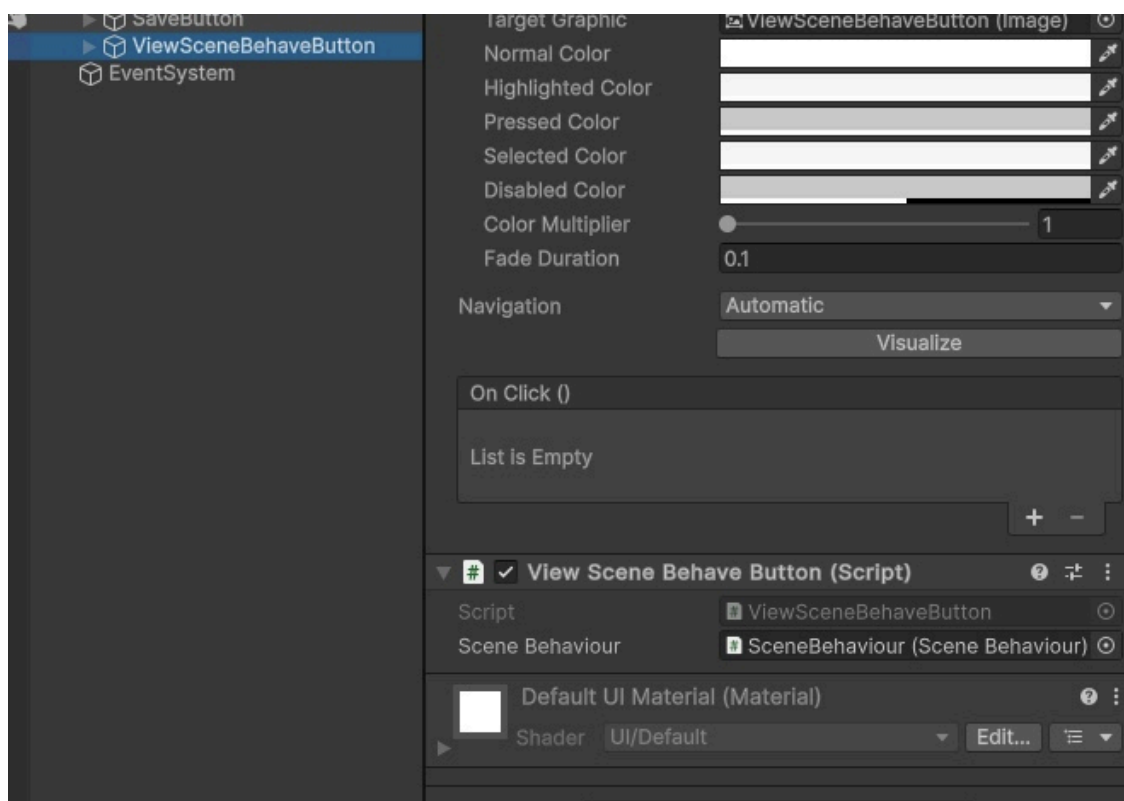 SaveButton
ViewSceneBehaveButton
EventSystem
Target Graphic ViewSceneBehaveButton (Image)
Normal Color
Highlighted Color
Pressed Color
Selected Color
Disabled Color
Color Multiplier 1
Fade Duration 0.1
Navigation Automatic
Visualize
On Click ()
List is Empty
+ −
# View Scene Behave Button (Script)
Script # ViewSceneBehaveButton
Scene Behaviour # SceneBehaviour (Scene Behaviour)
Default UI Material (Material)
Shader UI/Default Edit...